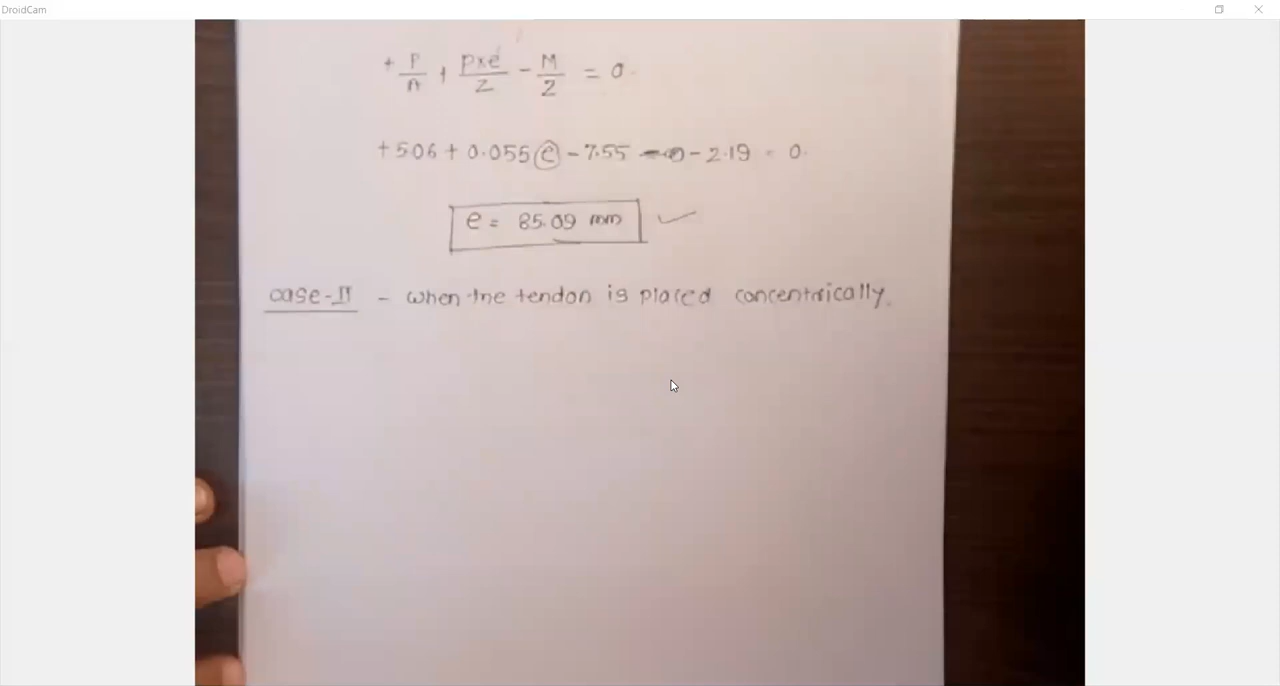 DroidCam
+ P/A + P×e/Z - M/Z = 0.
+ 5.06 + 0.055 e - 7.55 - 2.19 = 0.
e = 85.09 mm
case-II - when the tendon is placed concentrically.